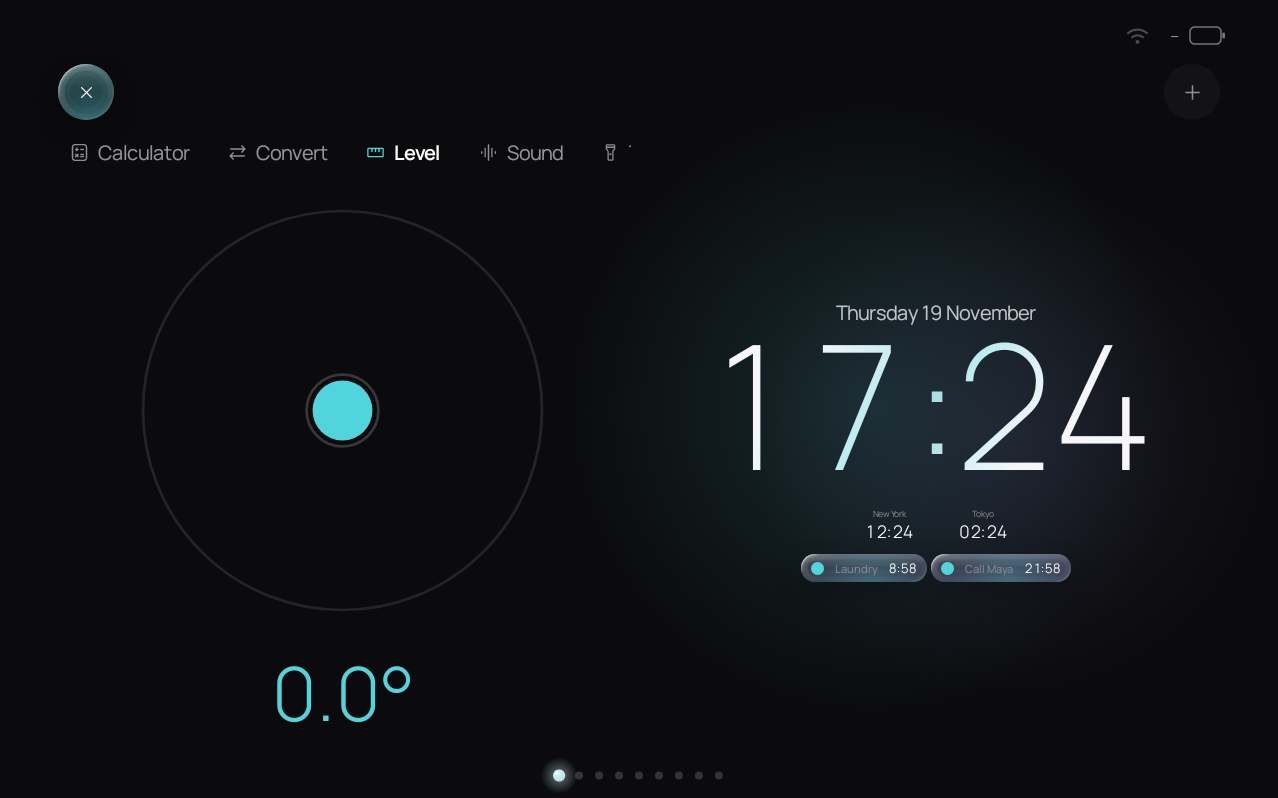 –
Calculator Convert Level Sound
Thursday 19 November
17:24
New York Tokyo
12:24 02:24
Laundry 8:58 Call Maya 21:58
0.0°